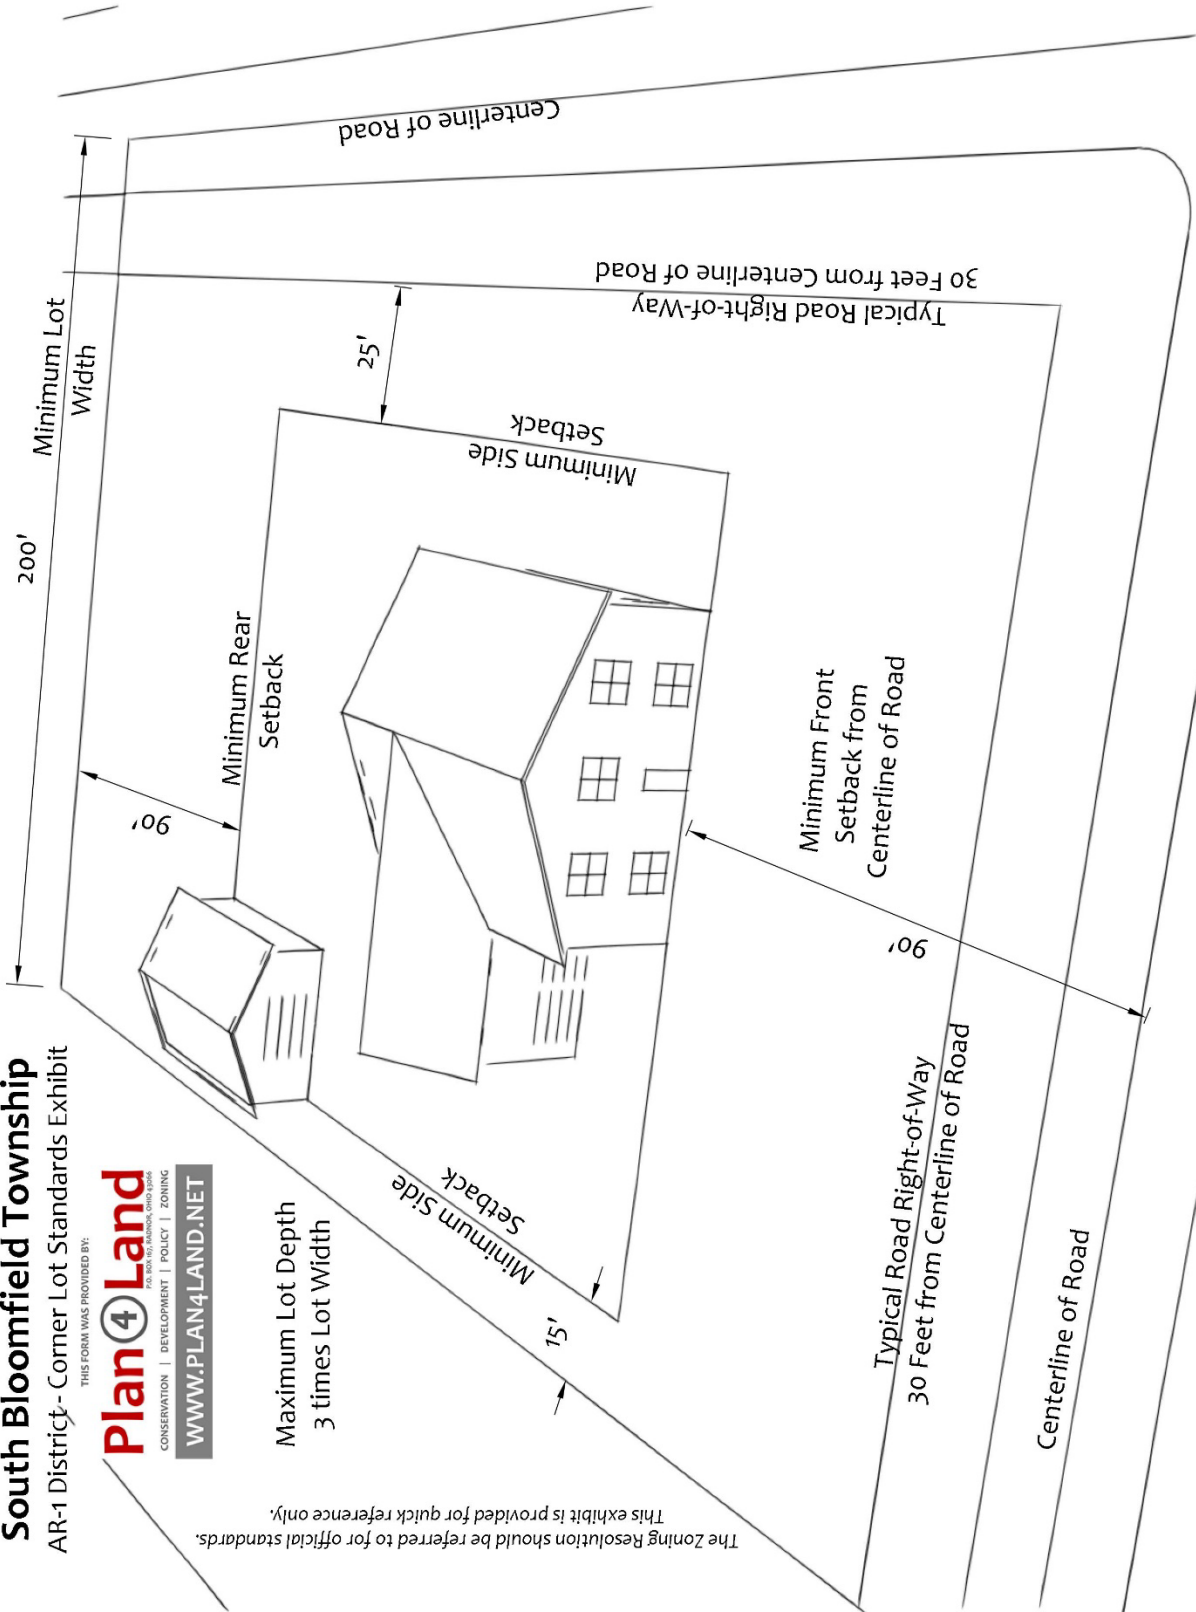 South Bloomfield Township
AR-1 District - Corner Lot Standards Exhibit
THIS FORM WAS PROVIDED BY:
Plan4Land
P.O. BOX 167, RADNOR, OHIO 43066
CONSERVATION | DEVELOPMENT | POLICY | ZONING
WWW.PLAN4LAND.NET
Maximum Lot Depth
3 times Lot Width
200'
Minimum Lot
Width
90'
Minimum Rear
Setback
25'
Minimum Side
Setback
Centerline of Road
Typical Road Right-of-Way
30 Feet from Centerline of Road
Minimum Side
Setback
15'
90'
Minimum Front
Setback from
Centerline of Road
Typical Road Right-of-Way
30 Feet from Centerline of Road
Centerline of Road
The Zoning Resolution should be referred to for official standards.
This exhibit is provided for quick reference only.